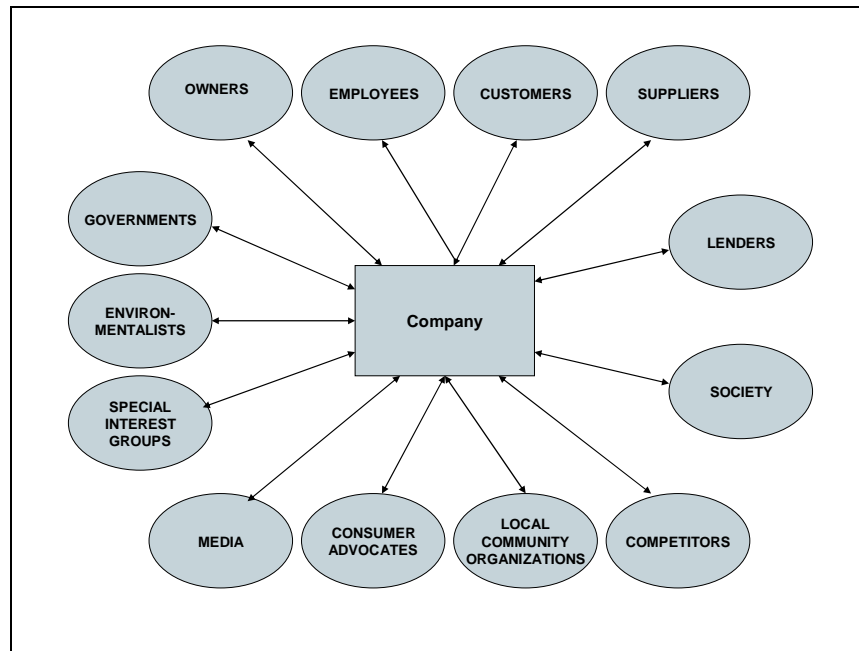 OWNERS
EMPLOYEES
CUSTOMERS
SUPPLIERS
GOVERNMENTS
LENDERS
ENVIRON-
MENTALISTS
Company
SPECIAL
INTEREST
GROUPS
SOCIETY
MEDIA
CONSUMER
ADVOCATES
LOCAL
COMMUNITY
ORGANIZATIONS
COMPETITORS